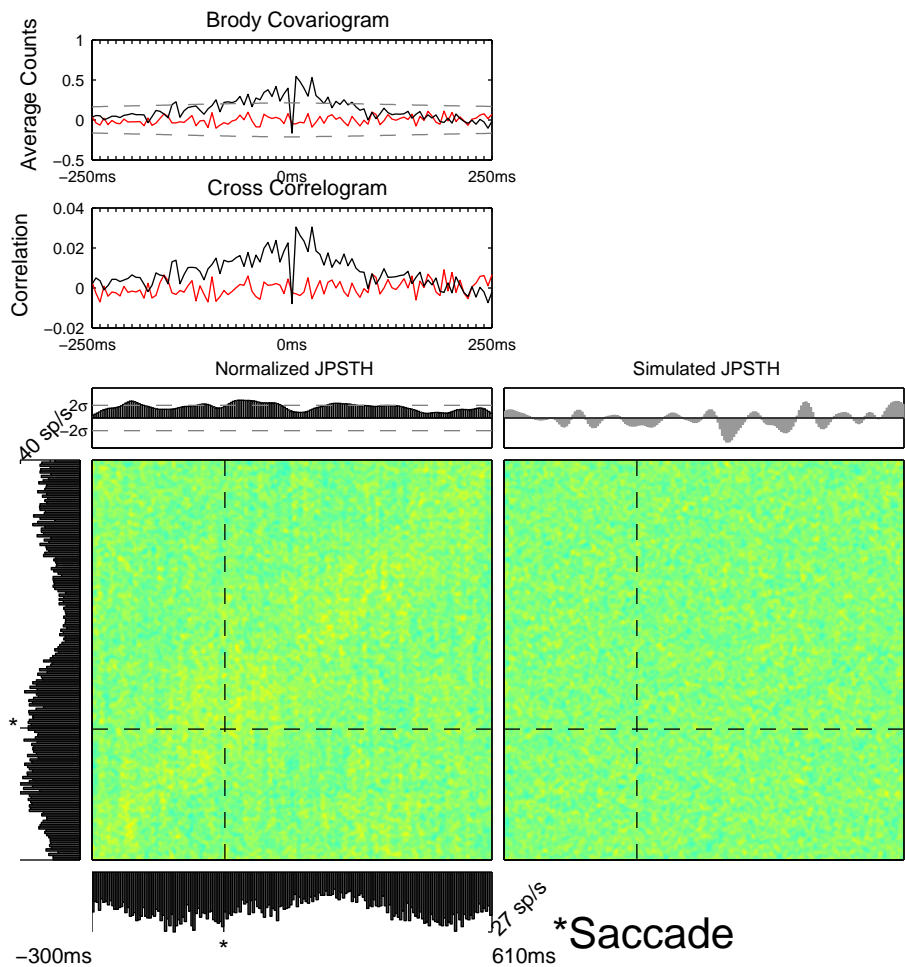 Brody Covariogram
1
0.5
0
−0.5
Average Counts
−250ms
0ms
250ms
Cross Correlogram
0.04
0.02
0
−0.02
Correlation
−250ms
0ms
250ms
Normalized JPSTH
Simulated JPSTH
2σ
−2σ
40 sp/s
*
*
27 sp/s
*Saccade
−300ms
610ms